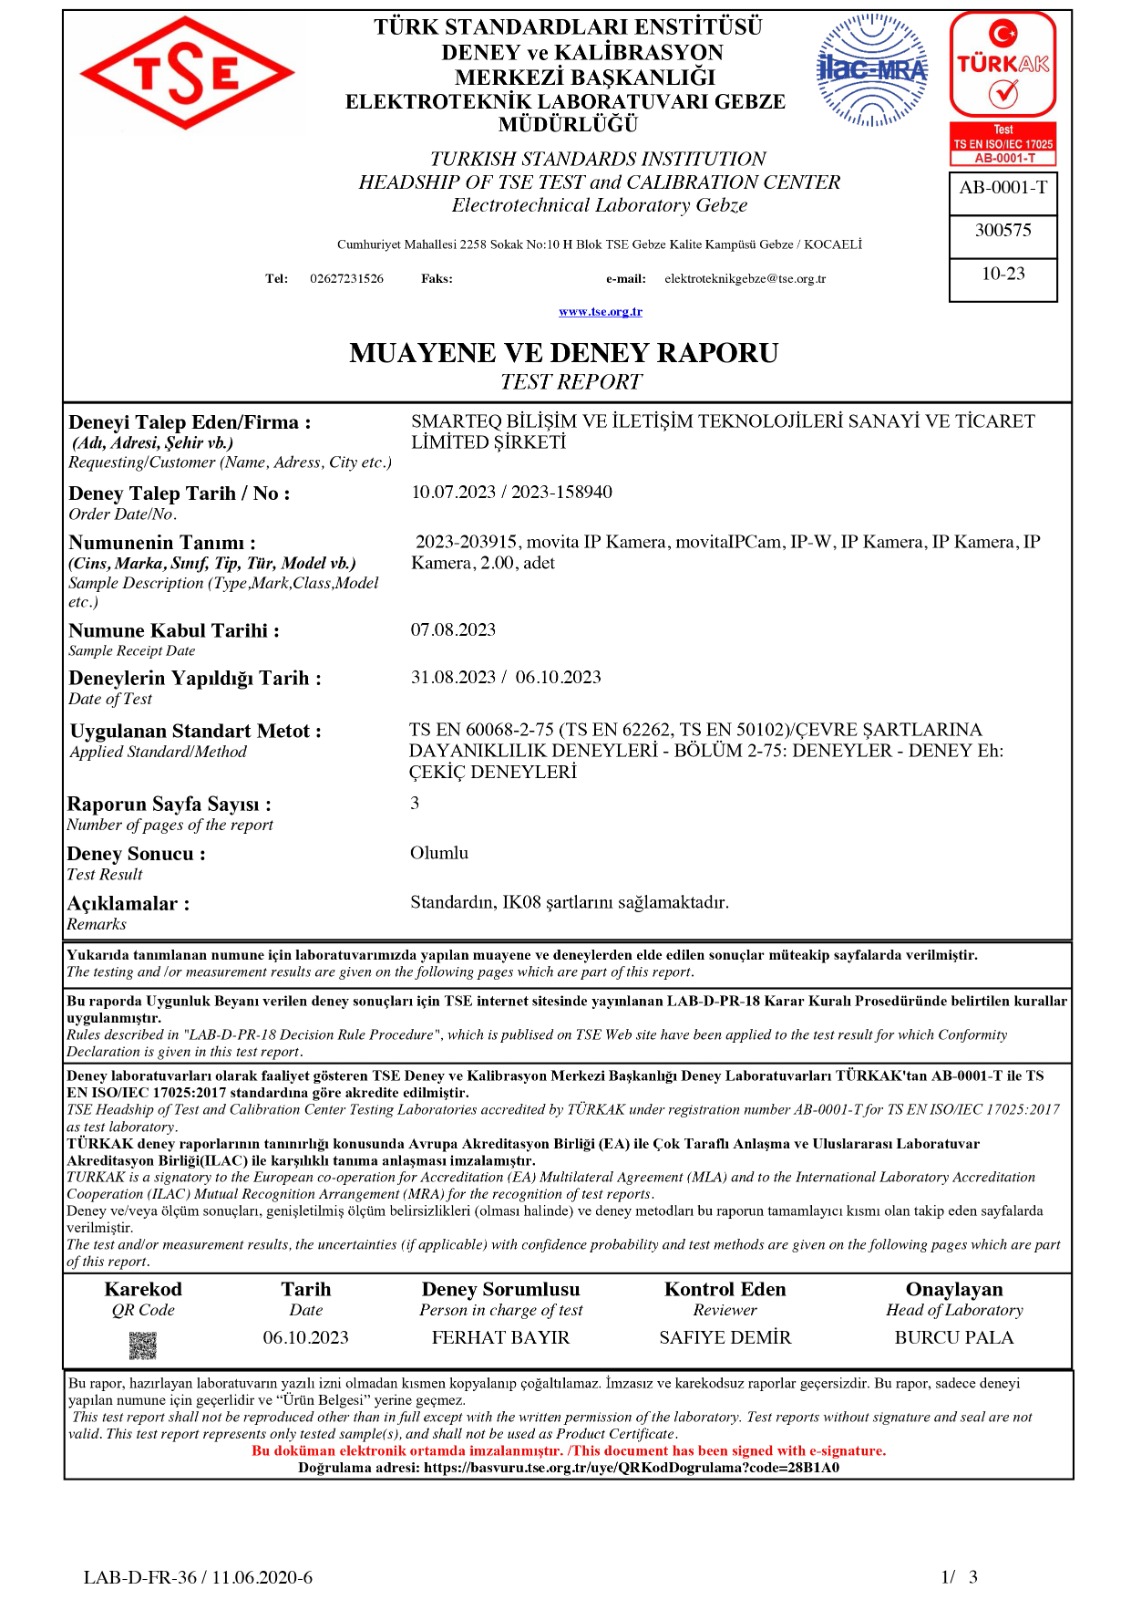 TSE
TÜRK STANDARDLARI ENSTİTÜSÜ
DENEY ve KALİBRASYON
MERKEZİ BAŞKANLIĞI
ELEKTROTEKNİK LABORATUVARI GEBZE
MÜDÜRLÜĞÜ
TURKISH STANDARDS INSTITUTION
HEADSHIP OF TSE TEST and CALIBRATION CENTER
Electrotechnical Laboratory Gebze
ilac-MRA
TÜRKAK
Test
TS EN ISO/IEC 17025
AB-0001-T
AB-0001-T
300575
10-23
Cumhuriyet Mahallesi 2258 Sokak No:10 H Blok TSE Gebze Kalite Kampüsü Gebze / KOCAELİ
Tel: 02627231526 Faks: e-mail: elektroteknikgebze@tse.org.tr
www.tse.org.tr
MUAYENE VE DENEY RAPORU
TEST REPORT
Deneyi Talep Eden/Firma : SMARTEQ BİLİŞİM VE İLETİŞİM TEKNOLOJİLERİ SANAYİ VE TİCARET
(Adı, Adresi, Şehir vb.) LİMİTED ŞİRKETİ
Requesting/Customer (Name, Adress, City etc.)
Deney Talep Tarih / No : 10.07.2023 / 2023-158940
Order Date/No.
Numunenin Tanımı : 2023-203915, movita IP Kamera, movitaIPCam, IP-W, IP Kamera, IP Kamera, IP
(Cins, Marka, Sınıf, Tip, Tür, Model vb.) Kamera, 2.00, adet
Sample Description (Type,Mark,Class,Model
etc.)
Numune Kabul Tarihi : 07.08.2023
Sample Receipt Date
Deneylerin Yapıldığı Tarih : 31.08.2023 / 06.10.2023
Date of Test
Uygulanan Standart Metot : TS EN 60068-2-75 (TS EN 62262, TS EN 50102)/ÇEVRE ŞARTLARINA
Applied Standard/Method DAYANIKLILIK DENEYLERİ - BÖLÜM 2-75: DENEYLER - DENEY Eh:
ÇEKİÇ DENEYLERİ
Raporun Sayfa Sayısı : 3
Number of pages of the report
Deney Sonucu : Olumlu
Test Result
Açıklamalar : Standardın, IK08 şartlarını sağlamaktadır.
Remarks
Yukarıda tanımlanan numune için laboratuvarımızda yapılan muayene ve deneylerden elde edilen sonuçlar müteakip sayfalarda verilmiştir.
The testing and /or measurement results are given on the following pages which are part of this report.
Bu raporda Uygunluk Beyanı verilen deney sonuçları için TSE internet sitesinde yayınlanan LAB-D-PR-18 Karar Kuralı Prosedüründe belirtilen kurallar
uygulanmıştır.
Rules described in "LAB-D-PR-18 Decision Rule Procedure", which is publised on TSE Web site have been applied to the test result for which Conformity
Declaration is given in this test report.
Deney laboratuvarları olarak faaliyet gösteren TSE Deney ve Kalibrasyon Merkezi Başkanlığı Deney Laboratuvarları TÜRKAK'tan AB-0001-T ile TS
EN ISO/IEC 17025:2017 standardına göre akredite edilmiştir.
TSE Headship of Test and Calibration Center Testing Laboratories accredited by TÜRKAK under registration number AB-0001-T for TS EN ISO/IEC 17025:2017
as test laboratory.
TÜRKAK deney raporlarının tanınırlığı konusunda Avrupa Akreditasyon Birliği (EA) ile Çok Taraflı Anlaşma ve Uluslararası Laboratuvar
Akreditasyon Birliği(ILAC) ile karşılıklı tanıma anlaşması imzalamıştır.
TURKAK is a signatory to the European co-operation for Accreditation (EA) Multilateral Agreement (MLA) and to the International Laboratory Accreditation
Cooperation (ILAC) Mutual Recognition Arrangement (MRA) for the recognition of test reports.
Deney ve/veya ölçüm sonuçları, genişletilmiş ölçüm belirsizlikleri (olması halinde) ve deney metodları bu raporun tamamlayıcı kısmı olan takip eden sayfalarda
verilmiştir.
The test and/or measurement results, the uncertainties (if applicable) with confidence probability and test methods are given on the following pages which are part
of this report.
Karekod Tarih Deney Sorumlusu Kontrol Eden Onaylayan
QR Code Date Person in charge of test Reviewer Head of Laboratory
06.10.2023 FERHAT BAYIR SAFIYE DEMİR BURCU PALA
Bu rapor, hazırlayan laboratuvarın yazılı izni olmadan kısmen kopyalanıp çoğaltılamaz. İmzasız ve karekodsuz raporlar geçersizdir. Bu rapor, sadece deneyi
yapılan numune için geçerlidir ve “Ürün Belgesi” yerine geçmez.
This test report shall not be reproduced other than in full except with the written permission of the laboratory. Test reports without signature and seal are not
valid. This test report represents only tested sample(s), and shall not be used as Product Certificate.
Bu doküman elektronik ortamda imzalanmıştır. /This document has been signed with e-signature.
Doğrulama adresi: https://basvuru.tse.org.tr/uye/QRKodDogrulama?code=28B1A0
LAB-D-FR-36 / 11.06.2020-6 1/ 3